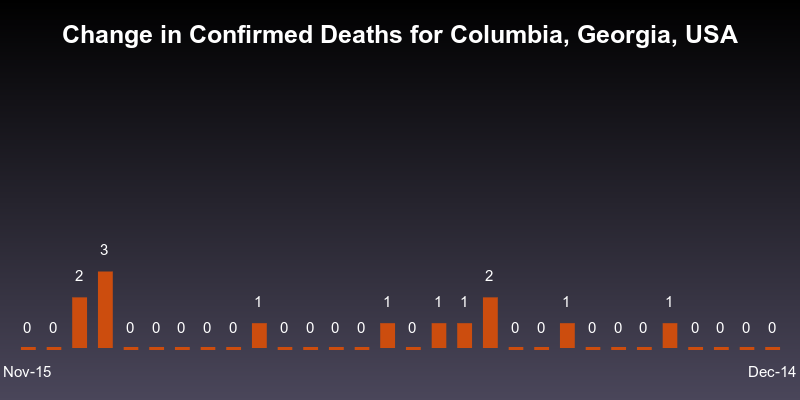 Change in Confirmed Deaths for Columbia, Georgia, USA
3
2 2
1 1 1 1 1 1
0 0 0 0 0 0 0 0 0 0 0 0 0 0 0 0 0 0 0 0 0
Nov-15 Dec-14